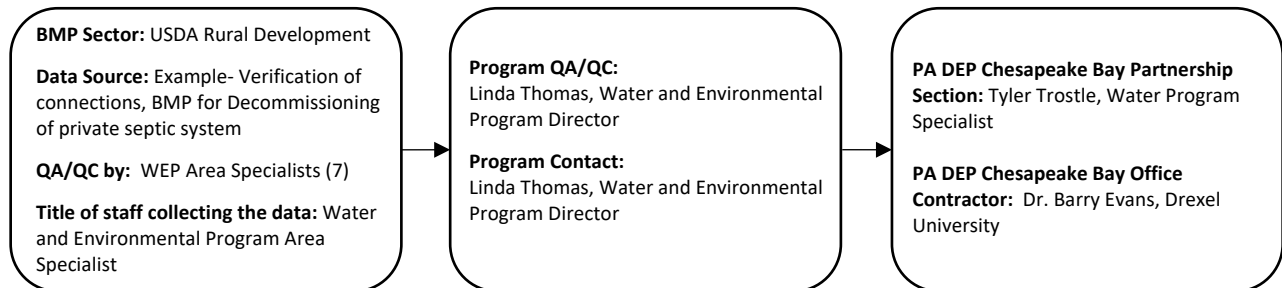 BMP Sector: USDA Rural Development
Data Source: Example- Verification of
connections, BMP for Decommissioning
of private septic system
QA/QC by:  WEP Area Specialists (7)
Title of staff collecting the data: Water
and Environmental Program Area
Specialist
Program QA/QC:
Linda Thomas, Water and Environmental
Program Director
Program Contact:
Linda Thomas, Water and Environmental
Program Director
PA DEP Chesapeake Bay Partnership
Section: Tyler Trostle, Water Program
Specialist
PA DEP Chesapeake Bay Office
Contractor:  Dr. Barry Evans, Drexel
University